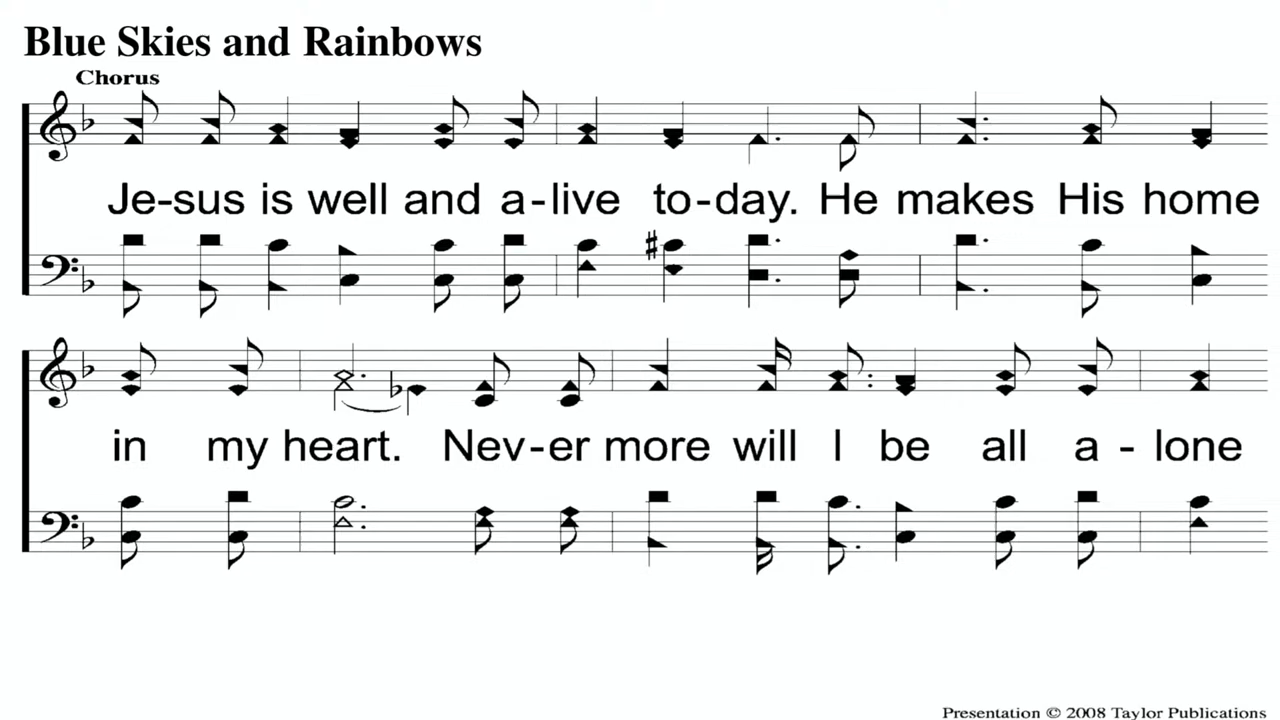 Blue Skies and Rainbows
Chorus
Je-sus is well and a-live to-day. He makes His home
in my heart. Nev-er more will I be all a-lone
Presentation © 2008 Taylor Publications